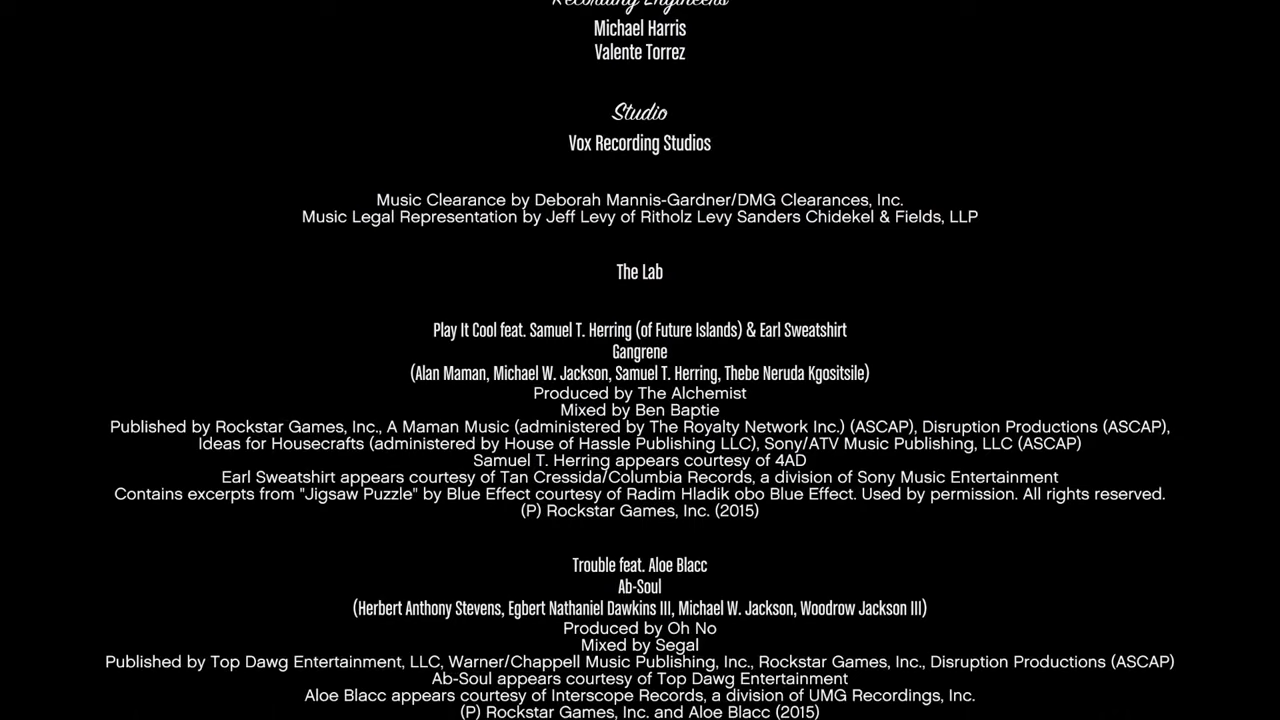 Recording Engineers
Michael Harris
Valente Torrez
Studio
Vox Recording Studios
Music Clearance by Deborah Mannis-Gardner/DMG Clearances, Inc.
Music Legal Representation by Jeff Levy of Ritholz Levy Sanders Chidekel & Fields, LLP
The Lab
Play It Cool feat. Samuel T. Herring (of Future Islands) & Earl Sweatshirt
Gangrene
(Alan Maman, Michael W. Jackson, Samuel T. Herring, Thebe Neruda Kgositsile)
Produced by The Alchemist
Mixed by Ben Baptie
Published by Rockstar Games, Inc., A Maman Music (administered by The Royalty Network Inc.) (ASCAP), Disruption Productions (ASCAP),
Ideas for Housecrafts (administered by House of Hassle Publishing LLC), Sony/ATV Music Publishing, LLC (ASCAP)
Samuel T. Herring appears courtesy of 4AD
Earl Sweatshirt appears courtesy of Tan Cressida/Columbia Records, a division of Sony Music Entertainment
Contains excerpts from "Jigsaw Puzzle" by Blue Effect courtesy of Radim Hladik obo Blue Effect. Used by permission. All rights reserved.
(P) Rockstar Games, Inc. (2015)
Trouble feat. Aloe Blacc
Ab-Soul
(Herbert Anthony Stevens, Egbert Nathaniel Dawkins III, Michael W. Jackson, Woodrow Jackson III)
Produced by Oh No
Mixed by Segal
Published by Top Dawg Entertainment, LLC, Warner/Chappell Music Publishing, Inc., Rockstar Games, Inc., Disruption Productions (ASCAP)
Ab-Soul appears courtesy of Top Dawg Entertainment
Aloe Blacc appears courtesy of Interscope Records, a division of UMG Recordings, Inc.
(P) Rockstar Games, Inc. and Aloe Blacc (2015)